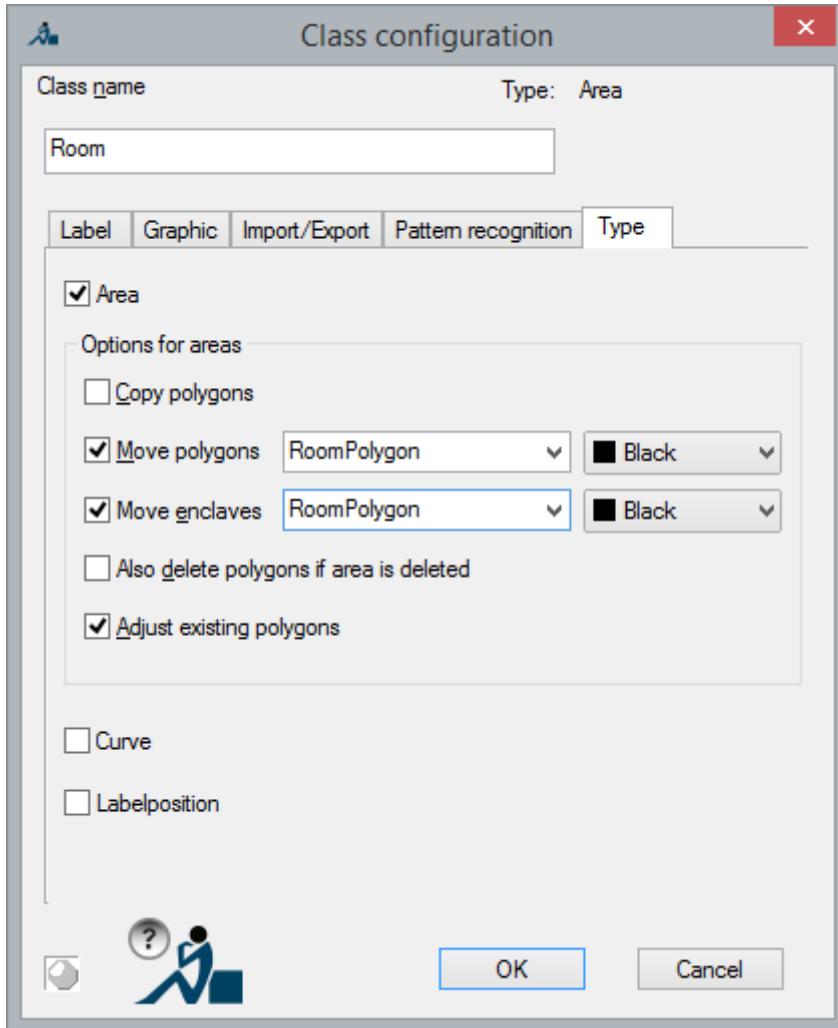 Class configuration
Class name Type: Area
Room
Label Graphic Import/Export Pattern recognition Type
Area
Options for areas
Copy polygons
Move polygons RoomPolygon Black
Move enclaves RoomPolygon Black
Also delete polygons if area is deleted
Adjust existing polygons
Curve
Labelposition
?
OK Cancel